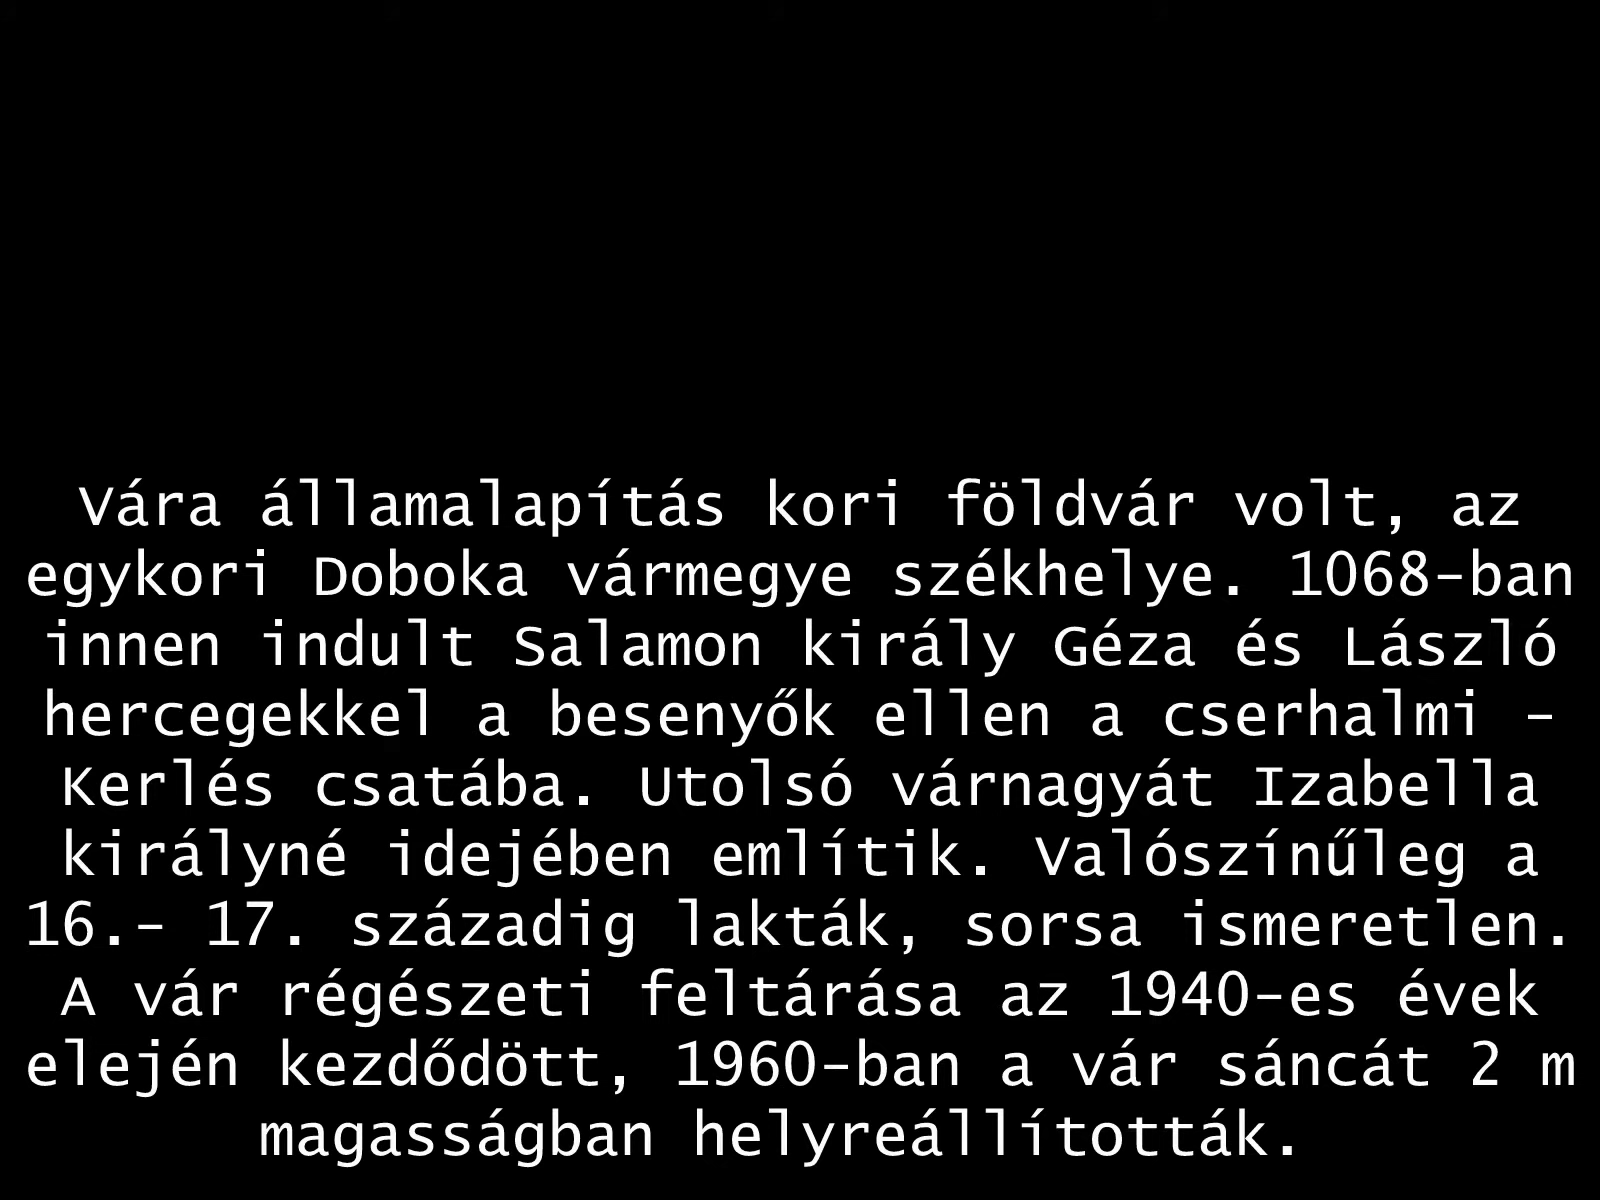 Vára államalapítás kori földvár volt, az
egykori Doboka vármegye székhelye. 1068-ban
innen indult Salamon király Géza és László
hercegekkel a besenyők ellen a cserhalmi -
Kerlés csatába. Utolsó várnagyát Izabella
királyné idejében említik. Valószínűleg a
16.- 17. századig lakták, sorsa ismeretlen.
A vár régészeti feltárása az 1940-es évek
elején kezdődött, 1960-ban a vár sáncát 2 m
magasságban helyreállították.